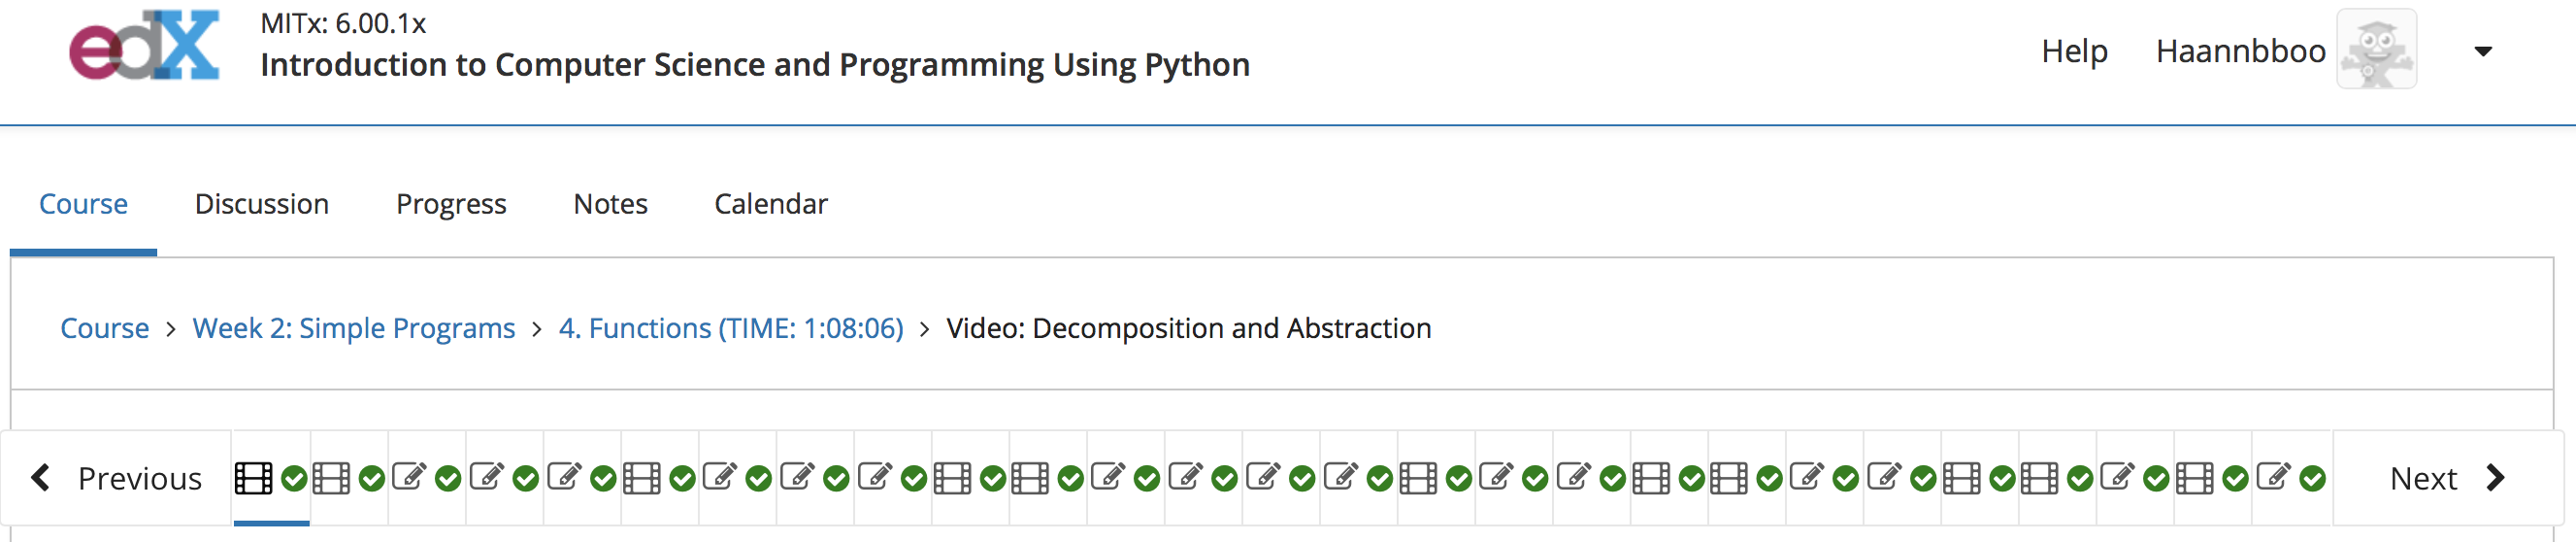 edX
MITx: 6.00.1x
Introduction to Computer Science and Programming Using Python
Help Haannbboo
Course Discussion Progress Notes Calendar
Course > Week 2: Simple Programs > 4. Functions (TIME: 1:08:06) > Video: Decomposition and Abstraction
Previous Next